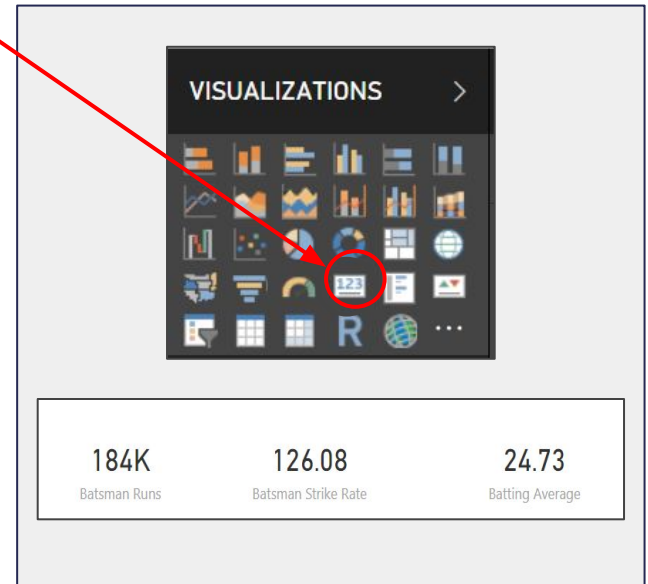 VISUALIZATIONS >
123
R ...
184K 126.08 24.73
Batsman Runs Batsman Strike Rate Batting Average